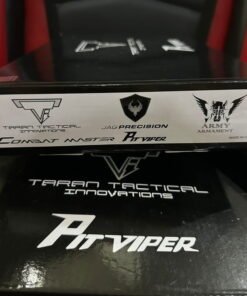 TARAN TACTICAL
INNOVATIONS
JAG PRECISION
ARMY
ARMAMENT
COMBAT MASTER PIT VIPER
TARAN TACTICAL
INNOVATIONS
PIT VIPER